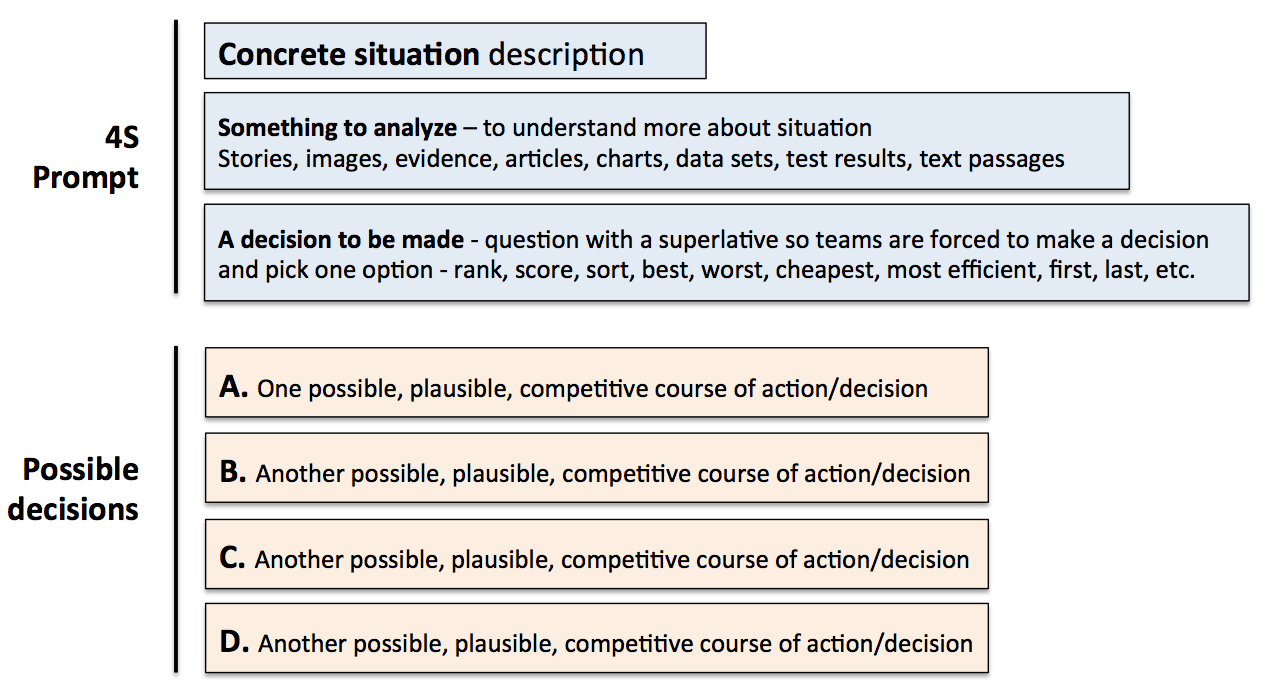 4S
Prompt
Concrete situation description
Something to analyze – to understand more about situation
Stories, images, evidence, articles, charts, data sets, test results, text passages
A decision to be made - question with a superlative so teams are forced to make a decision
and pick one option - rank, score, sort, best, worst, cheapest, most efficient, first, last, etc.
Possible
decisions
A. One possible, plausible, competitive course of action/decision
B. Another possible, plausible, competitive course of action/decision
C. Another possible, plausible, competitive course of action/decision
D. Another possible, plausible, competitive course of action/decision